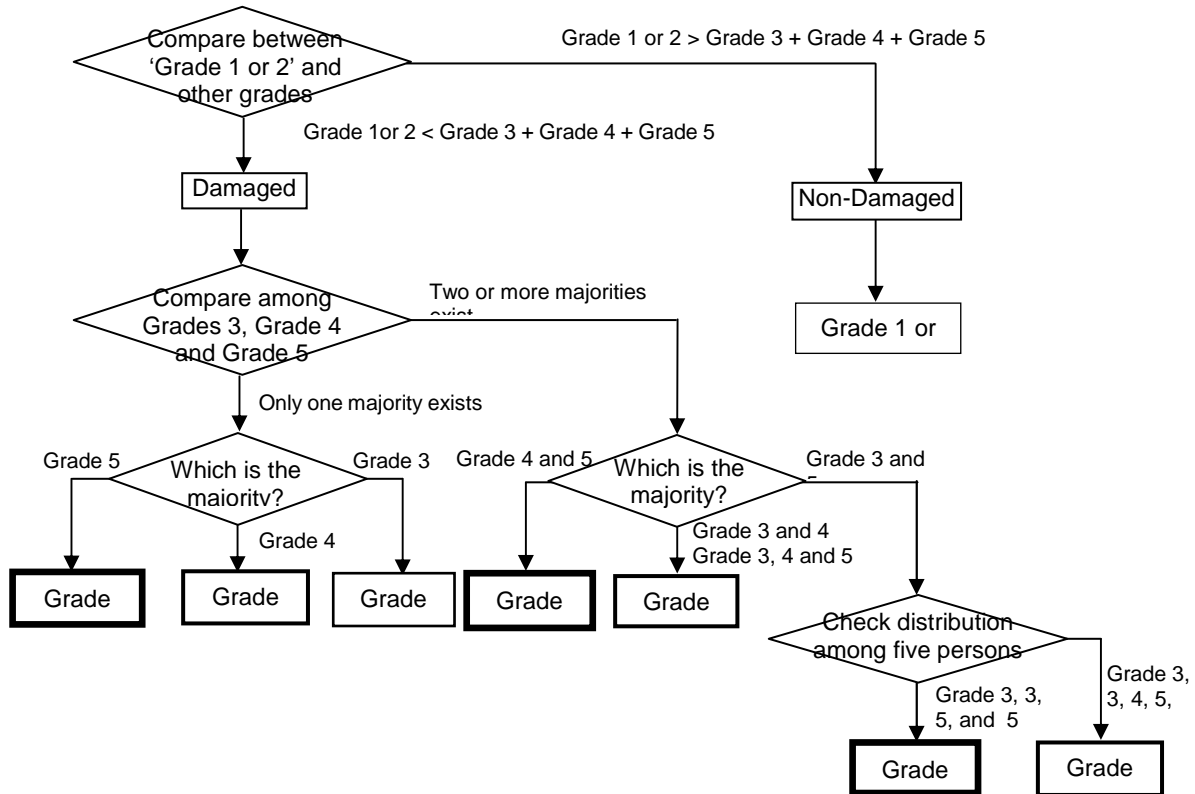 Compare between
'Grade 1 or 2' and
other grades
Grade 1 or 2 > Grade 3 + Grade 4 + Grade 5
Grade 1or 2 < Grade 3 + Grade 4 + Grade 5
Damaged
Non-Damaged
Compare among
Grades 3, Grade 4
and Grade 5
Two or more majorities
exist
Grade 1 or
Only one majority exists
Grade 5
Which is the
majority?
Grade 3
Grade 4
Grade 4 and 5
Which is the
majority?
Grade 3 and
Grade 3 and 4
Grade 3, 4 and 5
Grade
Grade
Grade
Grade
Grade
Check distribution
among five persons
Grade 3, 3,
5, and 5
Grade 3,
3, 4, 5,
Grade
Grade